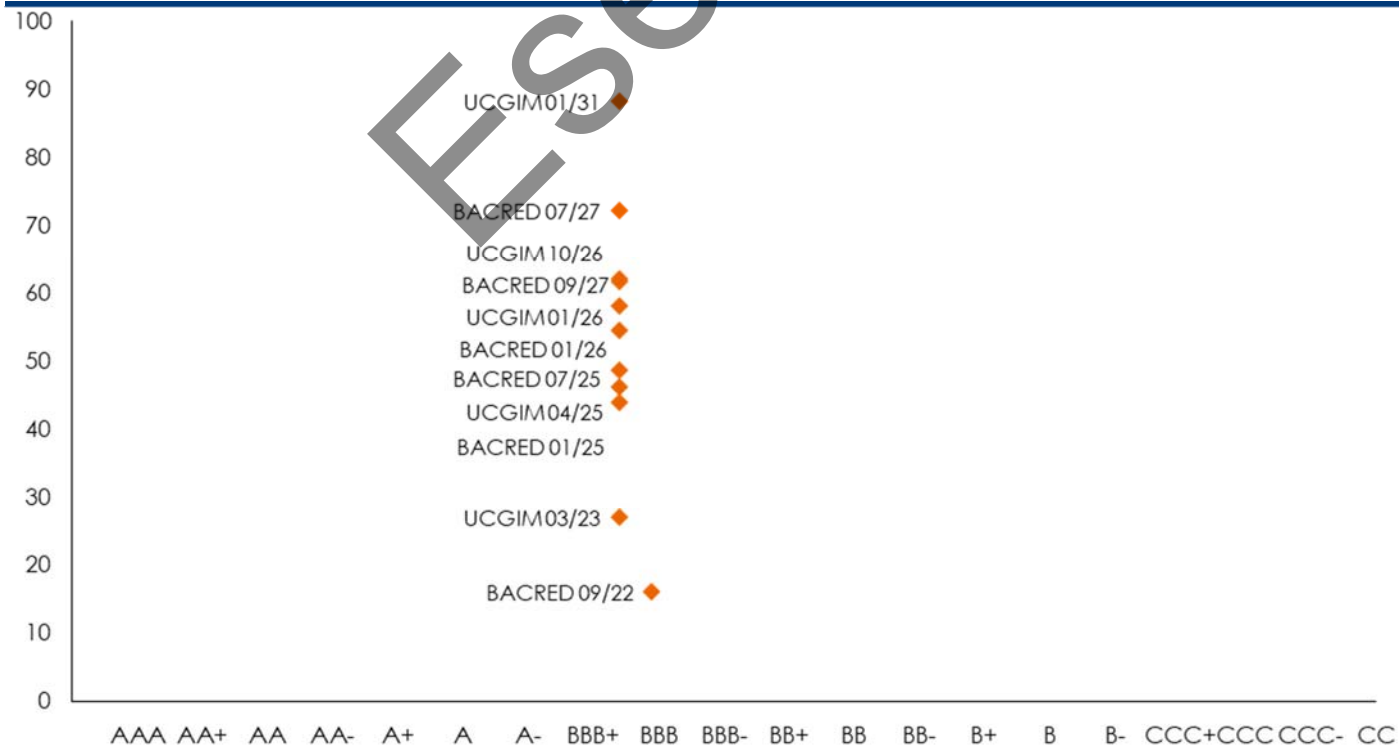 100
90
80
70
60
50
40
30
20
10
0
UCGIM 01/31
BACRED 07/27
UCGIM 10/26
BACRED 09/27
UCGIM 01/26
BACRED 01/26
BACRED 07/25
UCGIM 04/25
BACRED 01/25
UCGIM 03/23
BACRED 09/22
AAA AA+ AA AA- A+ A A- BBB+ BBB BBB- BB+ BB BB- B+ B B- CCC+ CCC CCC- CC
Ese